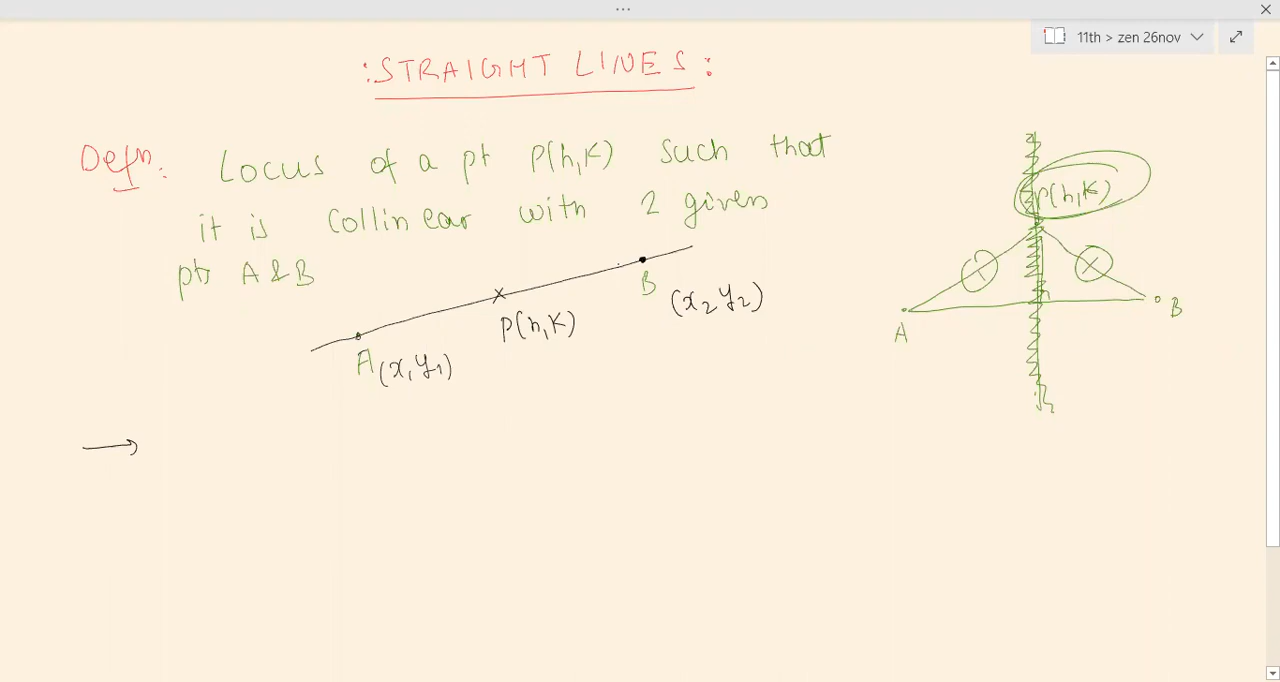 11th > zen 26nov
:STRAIGHT LINES:
Defn: Locus of a pt P(h,K) such that
it is collinear with 2 given
pts A & B
P(h,K)
B
(x2 y2)
P(h,K)
A(x1 y1)
A
B